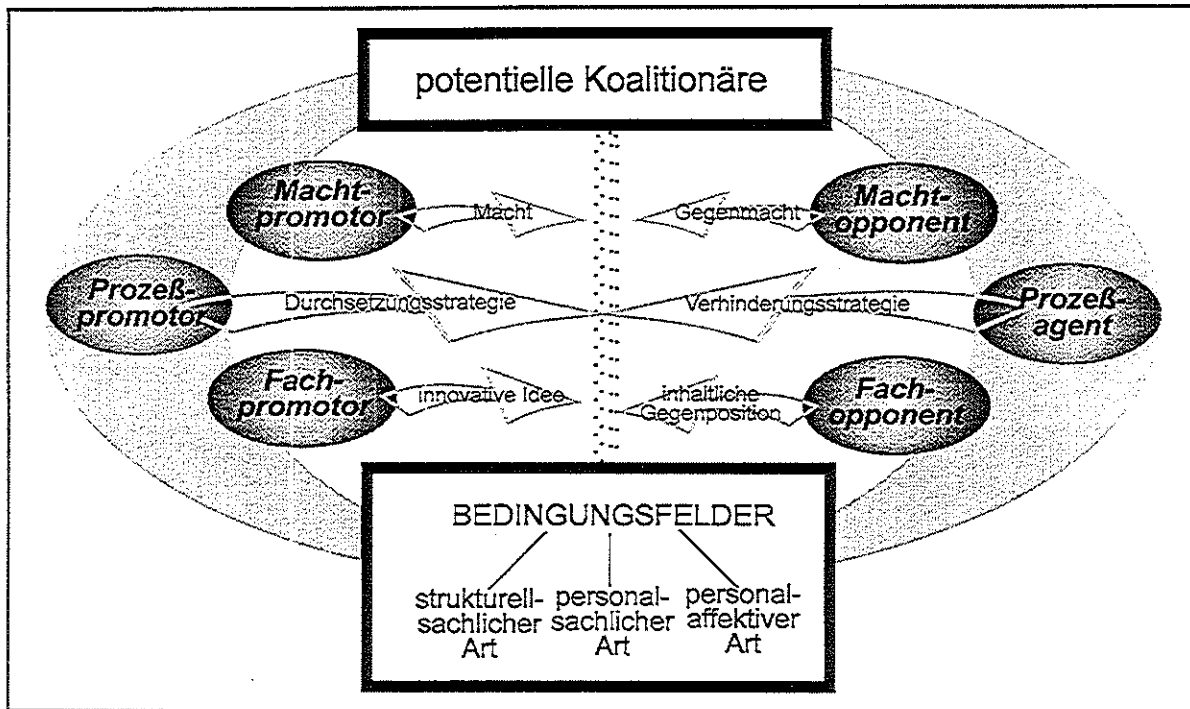 potentielle Koalitionäre
Macht-
promotor
Macht
Gegenmacht
Macht-
opponent
Prozeß-
promotor
Durchsetzungsstrategie
Verhinderungsstrategie
Prozeß-
agent
Fach-
promotor
innovative Idee
inhaltliche
Gegenposition
Fach-
opponent
BEDINGUNGSFELDER
strukturell-
sachlicher
Art
personal-
sachlicher
Art
personal-
affektiver
Art